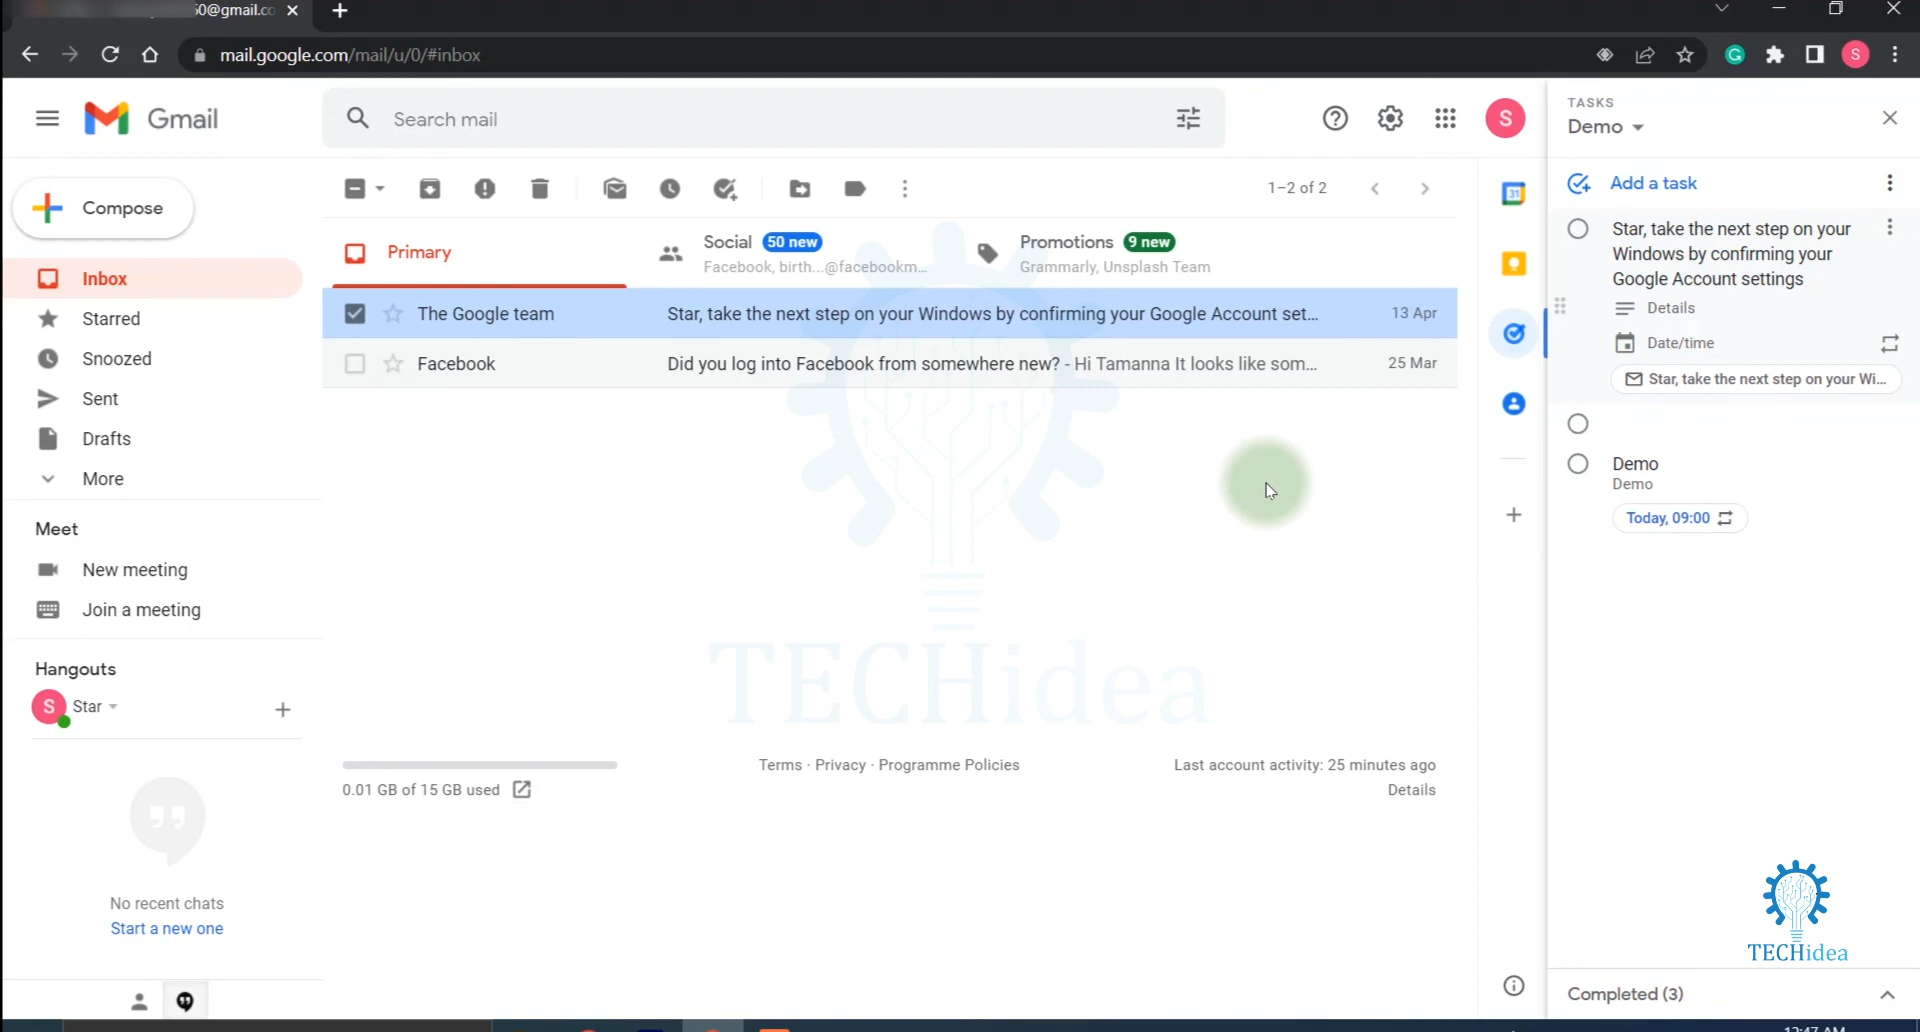 50@gmail.co
mail.google.com/mail/u/0/#inbox
Gmail
Search mail
S
S
TASKS
Demo
Compose
1–2 of 2
31
Add a task
Primary
Social 50 new
Facebook, birth...@facebookm...
Promotions 9 new
Grammarly, Unsplash Team
Inbox
Starred
Snoozed
Sent
Drafts
More
The Google team Star, take the next step on your Windows by confirming your Google Account set... 13 Apr
Facebook Did you log into Facebook from somewhere new? - Hi Tamanna It looks like som... 25 Mar
Star, take the next step on your
Windows by confirming your
Google Account settings
Details
Date/time
Star, take the next step on your Wi...
Demo
Demo
Today, 09:00
Meet
New meeting
Join a meeting
Hangouts
S Star
No recent chats
Start a new one
TECHidea
0.01 GB of 15 GB used
Terms · Privacy · Programme Policies
Last account activity: 25 minutes ago
Details
TECHidea
Completed (3)
12:47 AM